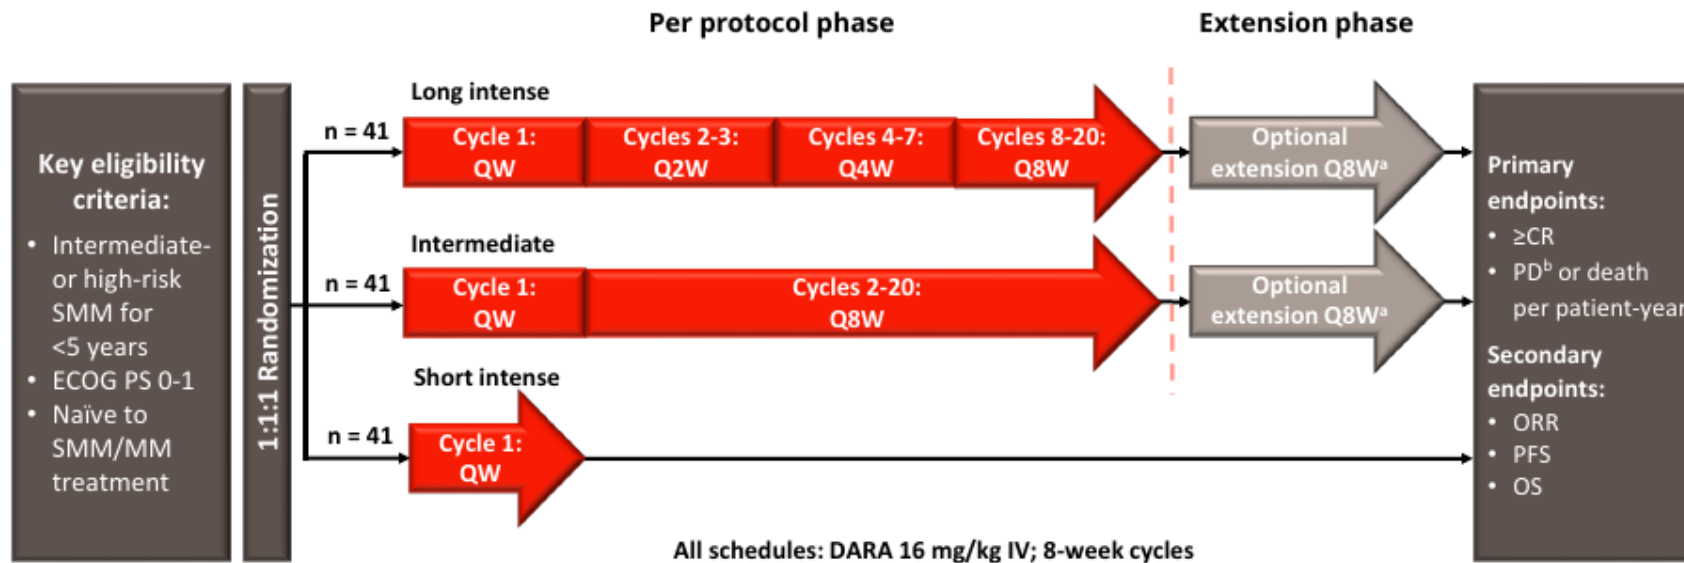 Per protocol phase
Extension phase
Key eligibility
criteria:
• Intermediate-
or high-risk
SMM for
<5 years
• ECOG PS 0-1
• Naïve to
SMM/MM
treatment
1:1:1 Randomization
Long intense
n = 41
Cycle 1:
QW
Cycles 2-3:
Q2W
Cycles 4-7:
Q4W
Cycles 8-20:
Q8W
Optional
extension Q8Wᵃ
Intermediate
n = 41
Cycle 1:
QW
Cycles 2-20:
Q8W
Optional
extension Q8Wᵃ
Short intense
n = 41
Cycle 1:
QW
All schedules: DARA 16 mg/kg IV; 8-week cycles
Primary
endpoints:
• ≥CR
• PDᵇ or death
per patient-year
Secondary
endpoints:
• ORR
• PFS
• OS